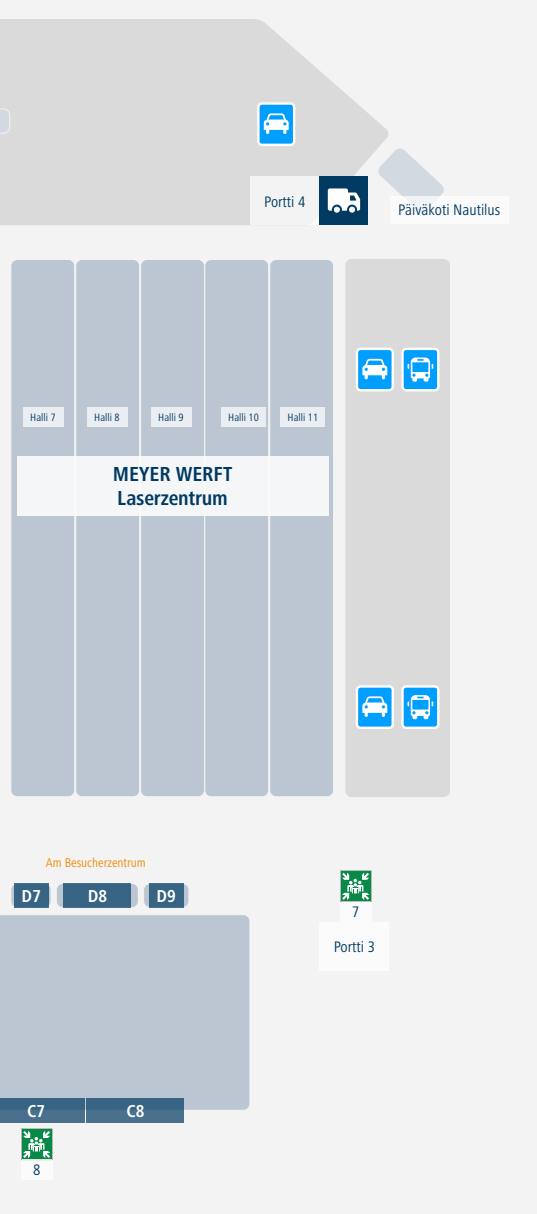 Portti 4
Päiväkoti Nautilus
Halli 7
Halli 8
Halli 9
Halli 10
Halli 11
MEYER WERFT
Laserzentrum
Am Besucherzentrum
D7
D8
D9
7
Portti 3
C7
C8
8